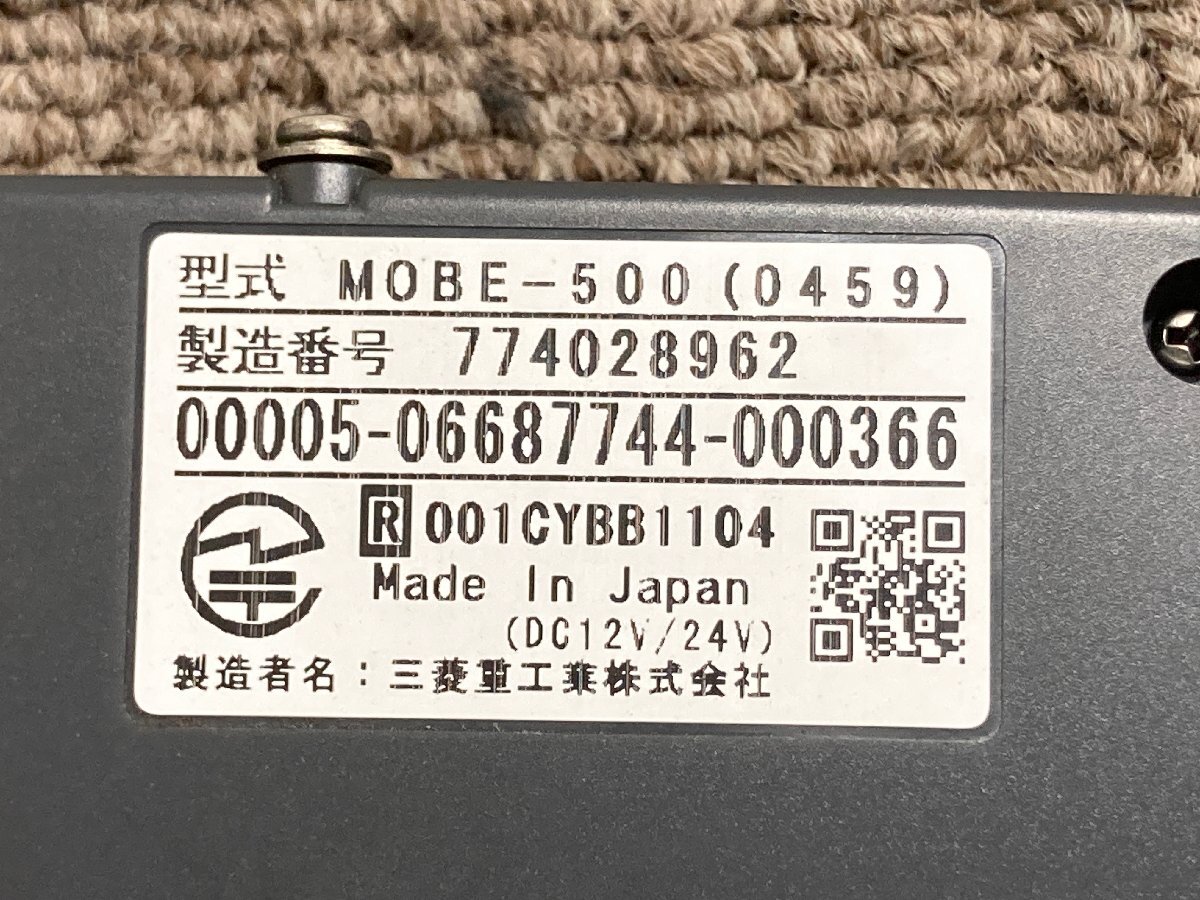 型式 MOBE-500(0459)
製造番号 774028962
00005-06687744-000366
R 001CYBB1104
Made In Japan
(DC12V/24V)
製造者名：三菱重工業株式会社